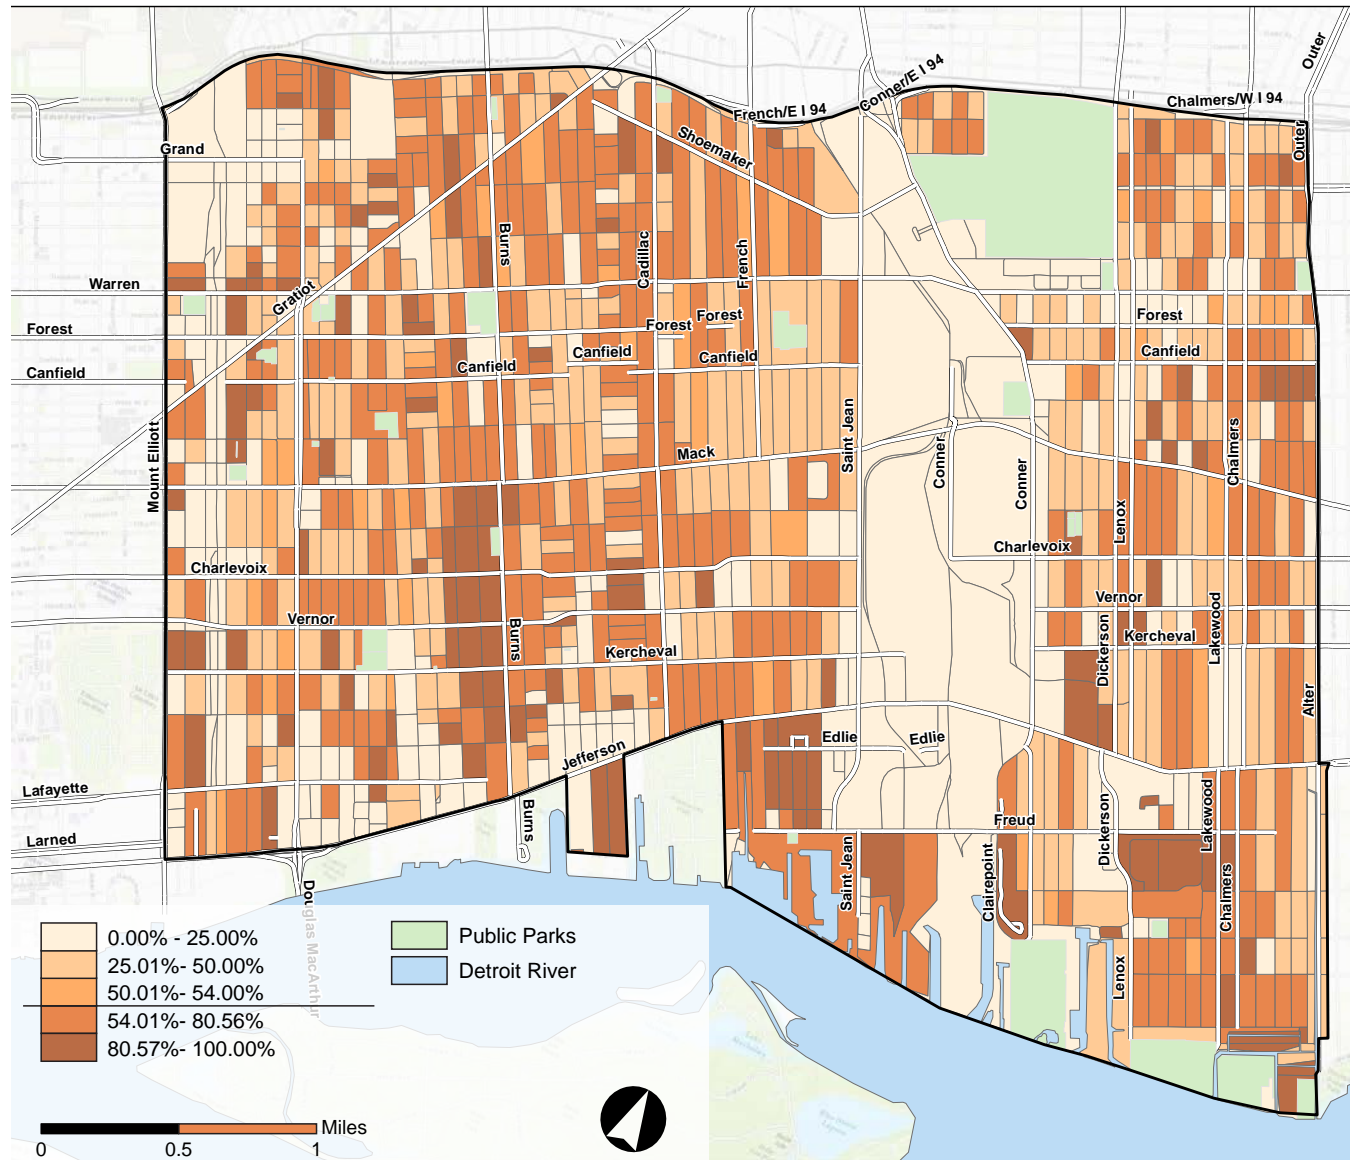 Outer
Conner/E I 94
Chalmers/W I 94
French/E I 94
Shoemaker
Outer
Grand
Burns
Cadillac
French
Warren
Gratiot
Forest
Forest
Forest
Forest
Canfield
Canfield
Canfield
Canfield
Canfield
Mount Elliott
Saint Jean
Mack
Conner
Conner
Lenox
Chalmers
Charlevoix
Charlevoix
Vernor
Vernor
Burns
Kercheval
Kercheval
Dickerson
Lakewood
Alter
Jefferson
Edlie
Edlie
Lafayette
Larned
Burns
Freud
Dickerson
Lakewood
Saint Jean
Clairepoint
Chalmers
Lenox
Douglas MacArthur
0.00% - 25.00%
25.01%- 50.00%
50.01%- 54.00%
54.01%- 80.56%
80.57%- 100.00%
Public Parks
Detroit River
Miles
0 0.5 1